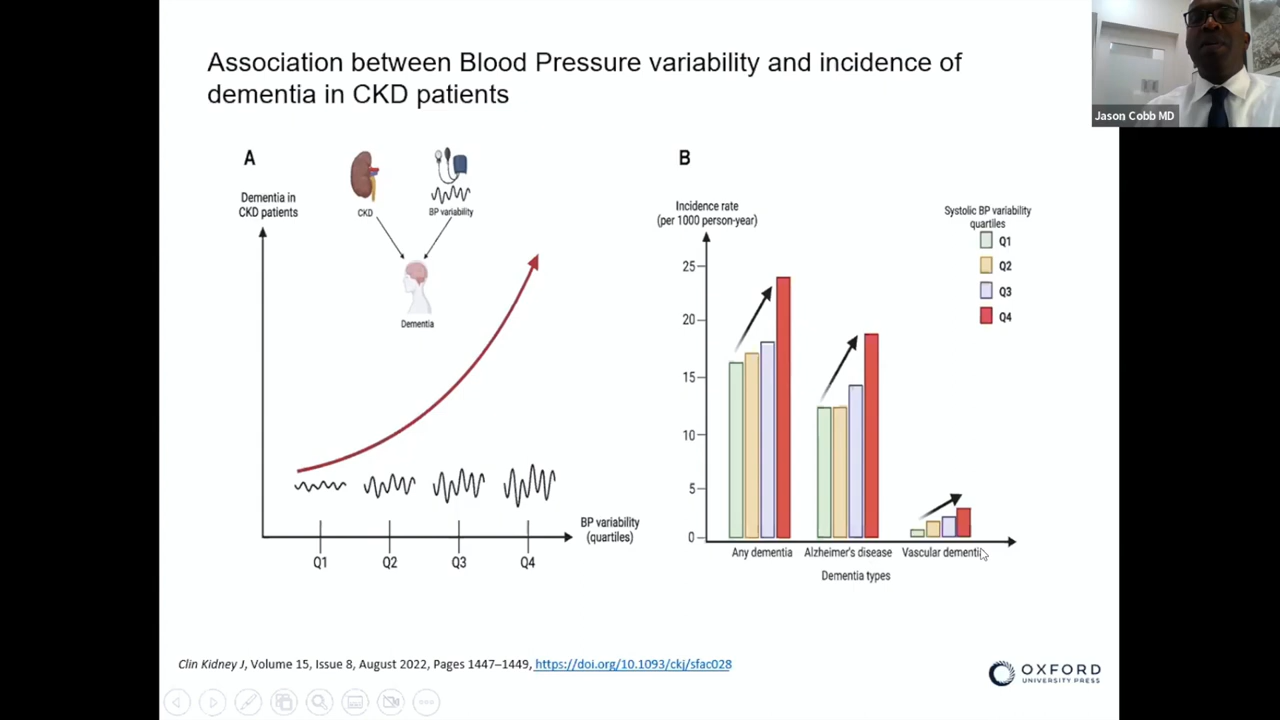 Association between Blood Pressure variability and incidence of
dementia in CKD patients
Jason Cobb MD
A
Dementia in
CKD patients
CKD
BP variability
Dementia
BP variability
(quartiles)
Q1
Q2
Q3
Q4
B
Incidence rate
(per 1000 person-year)
25
20
15
10
5
0
Systolic BP variability
quartiles
Q1
Q2
Q3
Q4
Any dementia
Alzheimer's disease
Vascular dementia
Dementia types
Clin Kidney J, Volume 15, Issue 8, August 2022, Pages 1447–1449, https://doi.org/10.1093/ckj/sfac028
OXFORD
UNIVERSITY PRESS